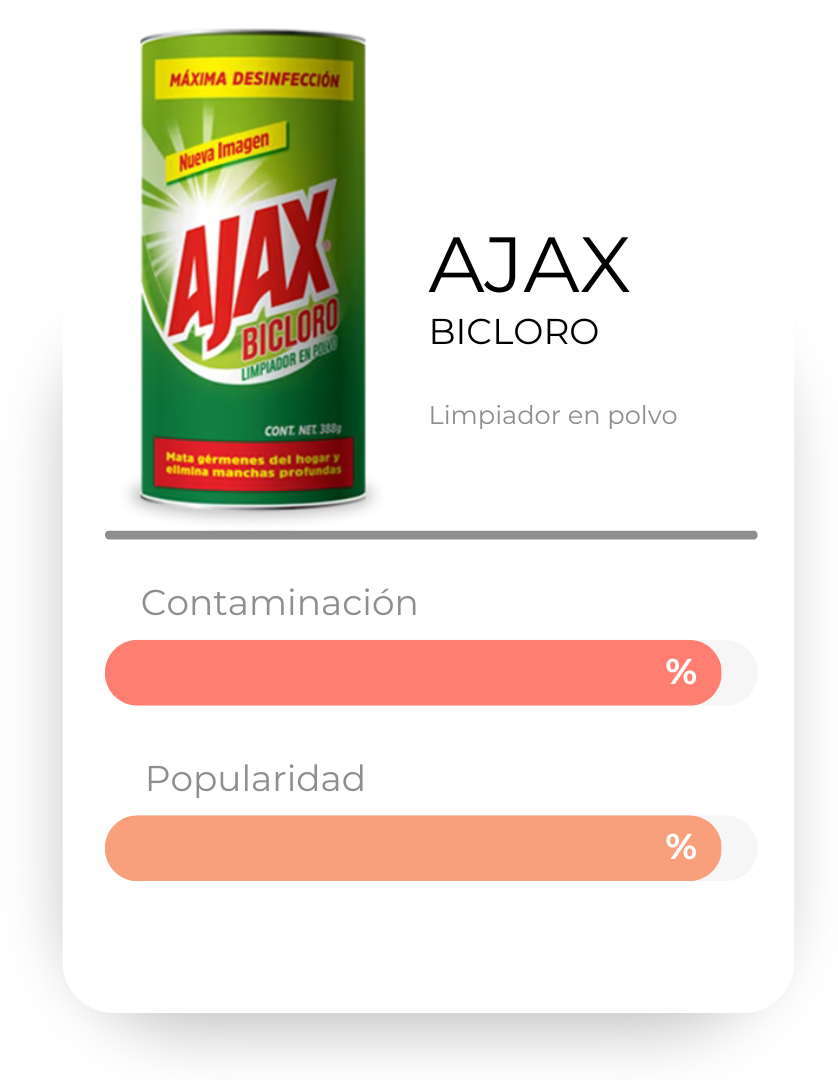 MÁXIMA DESINFECCIÓN
Nueva Imagen
AJAX®
BICLORO
LIMPIADOR EN POLVO
CONT. NET. 388g
Mata gérmenes del hogar y
elimina manchas profundas
AJAX
BICLORO
Limpiador en polvo
Contaminación
%
Popularidad
%